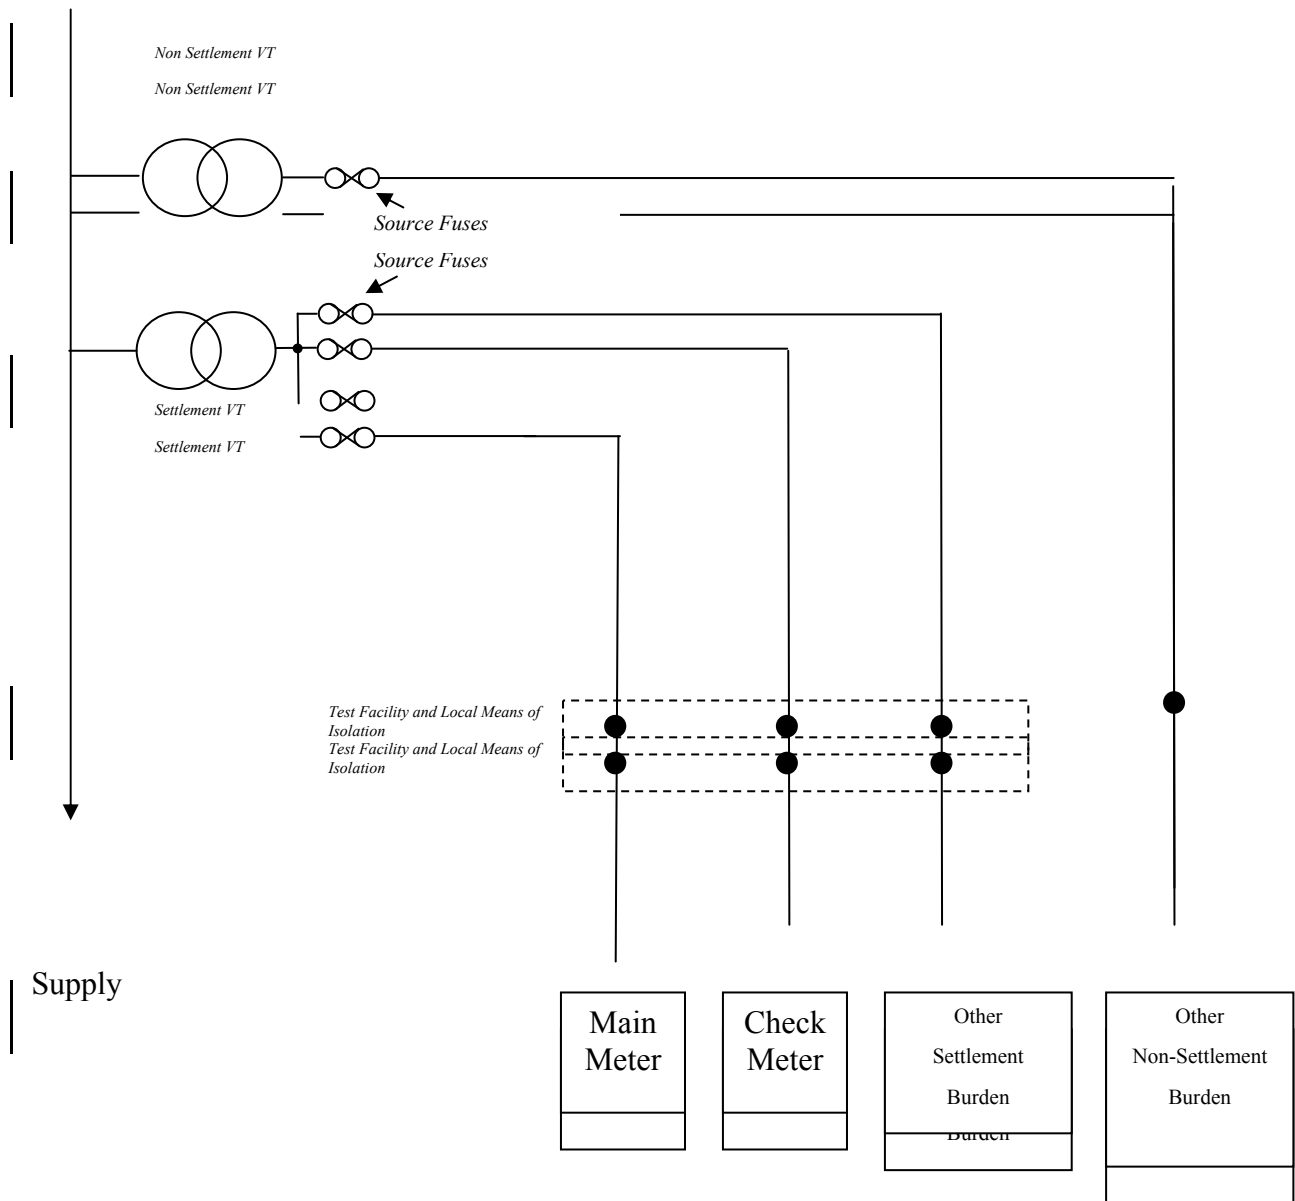 Non Settlement VT
Non Settlement VT
Source Fuses
Source Fuses
Settlement VT
Settlement VT
Test Facility and Local Means of
Isolation
Test Facility and Local Means of
Isolation
Supply
Main
Meter
Check
Meter
Other
Settlement
Burden
Burden
Other
Non-Settlement
Burden